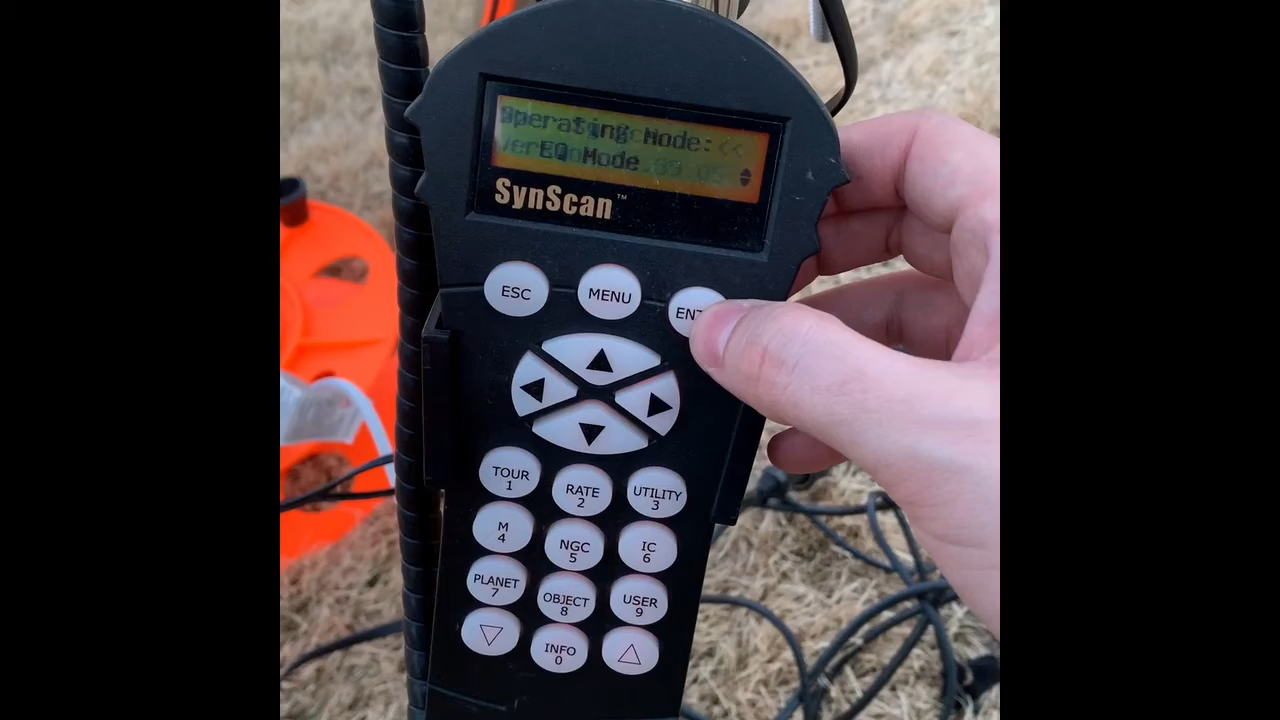 Operating Mode:
EQ Mode
SynScan™
ESC MENU
TOUR RATE UTILITY
1 2 3
M NGC IC
4 5 6
PLANET OBJECT USER
7 8 9
INFO
0